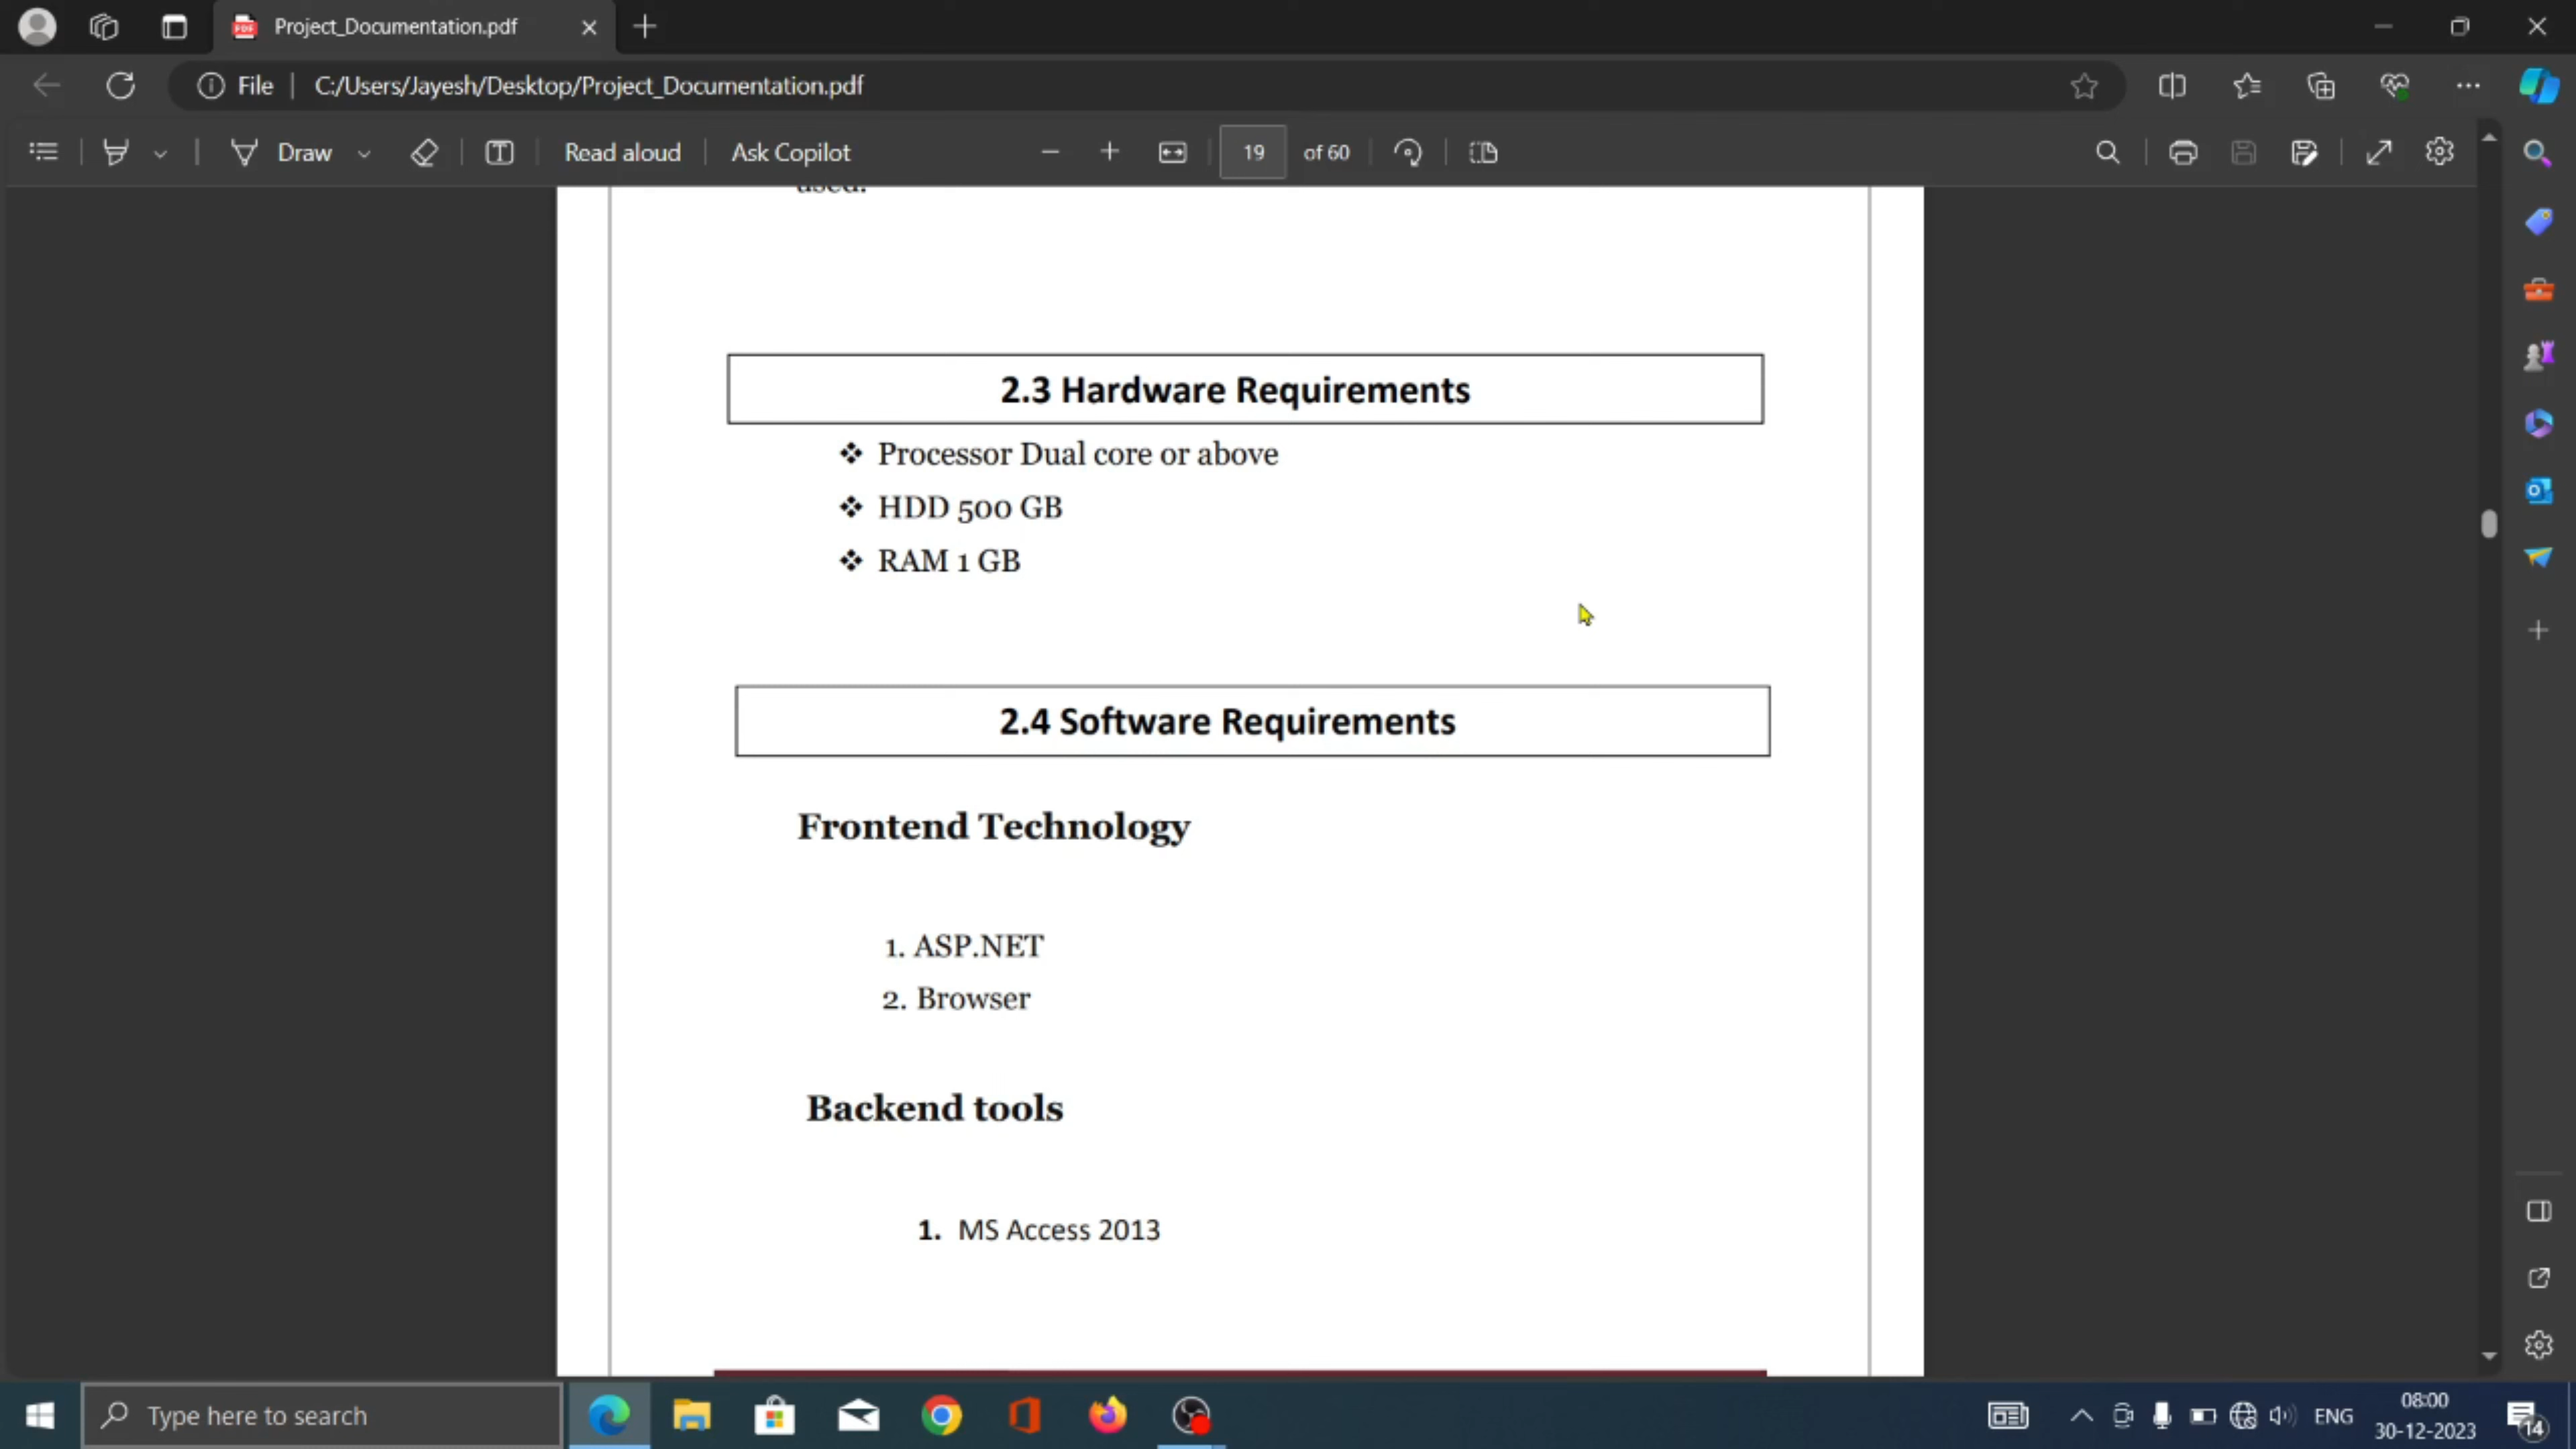 Project_Documentation.pdf
File
C:/Users/Jayesh/Desktop/Project_Documentation.pdf
Draw
Read aloud
Ask Copilot
19
of 60
used.
2.3 Hardware Requirements
❖ Processor Dual core or above
❖ HDD 500 GB
❖ RAM 1 GB
2.4 Software Requirements
Frontend Technology
1. ASP.NET
2. Browser
Backend tools
1. MS Access 2013
Type here to search
ENG
08:00
30-12-2023
14